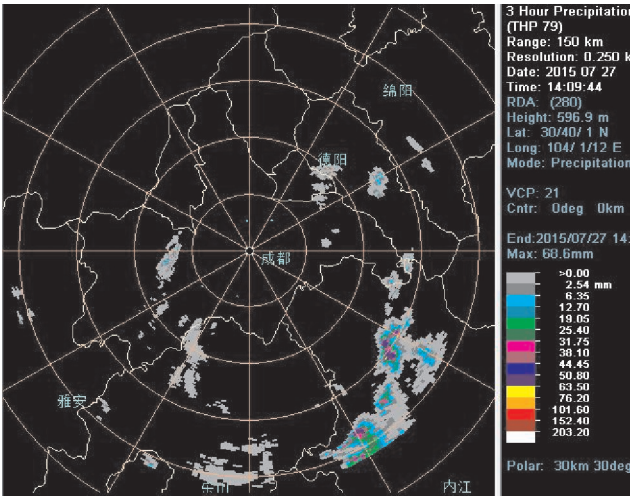 绵阳
德阳
成都
雅安
内江
3 Hour Precipitation
(THP 79)
Range: 150 km
Resolution: 0.250 k
Date: 2015 07 27
Time: 14:09:44
RDA: (280)
Height: 596.9 m
Lat: 30/40/ 1 N
Long: 104/ 1/12 E
Mode: Precipitation
VCP: 21
Cntr: 0deg 0km
End:2015/07/27 14:
Max: 68.6mm
>0.00
2.54 mm
6.35
12.70
19.05
25.40
31.75
38.10
44.45
50.80
63.50
76.20
101.60
152.40
203.20
Polar: 30km 30deg